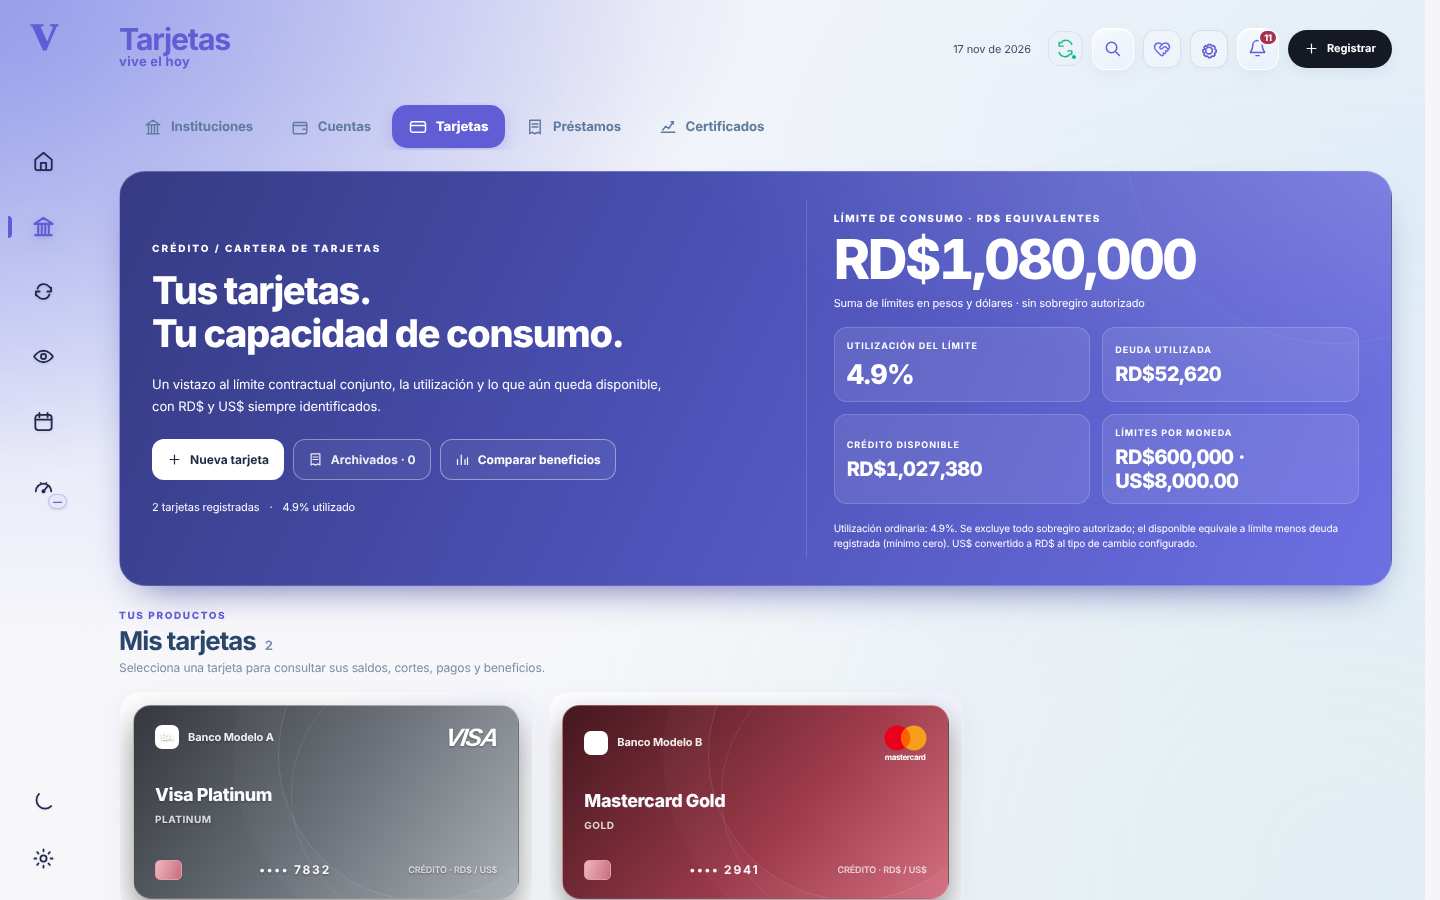 V
Tarjetas
vive el hoy
17 nov de 2026
11
Registrar
Instituciones
Cuentas
Tarjetas
Préstamos
Certificados
CRÉDITO / CARTERA DE TARJETAS
Tus tarjetas.
Tu capacidad de consumo.
Un vistazo al límite contractual conjunto, la utilización y lo que aún queda disponible,
con RD$ y US$ siempre identificados.
Nueva tarjeta
Archivados · 0
Comparar beneficios
2 tarjetas registradas · 4.9% utilizado
LÍMITE DE CONSUMO · RD$ EQUIVALENTES
RD$1,080,000
Suma de límites en pesos y dólares · sin sobregiro autorizado
UTILIZACIÓN DEL LÍMITE
4.9%
DEUDA UTILIZADA
RD$52,620
CRÉDITO DISPONIBLE
RD$1,027,380
LÍMITES POR MONEDA
RD$600,000 ·
US$8,000.00
Utilización ordinaria: 4.9%. Se excluye todo sobregiro autorizado; el disponible equivale a límite menos deuda
registrada (mínimo cero). US$ convertido a RD$ al tipo de cambio configurado.
TUS PRODUCTOS
Mis tarjetas 2
Selecciona una tarjeta para consultar sus saldos, cortes, pagos y beneficios.
Banco Modelo A
VISA
Visa Platinum
PLATINUM
•••• 7832
CRÉDITO · RD$ / US$
Banco Modelo B
mastercard
Mastercard Gold
GOLD
•••• 2941
CRÉDITO · RD$ / US$